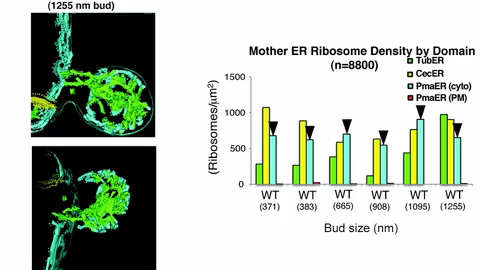 (1255 nm bud)
Mother ER Ribosome Density by Domain
(n=8800)
TubER
CecER
PmaER (cyto)
PmaER (PM)
(Ribosomes/µm²)
1500
1000
500
0
WT WT WT WT WT WT
(371) (383) (665) (908) (1095) (1255)
Bud size (nm)